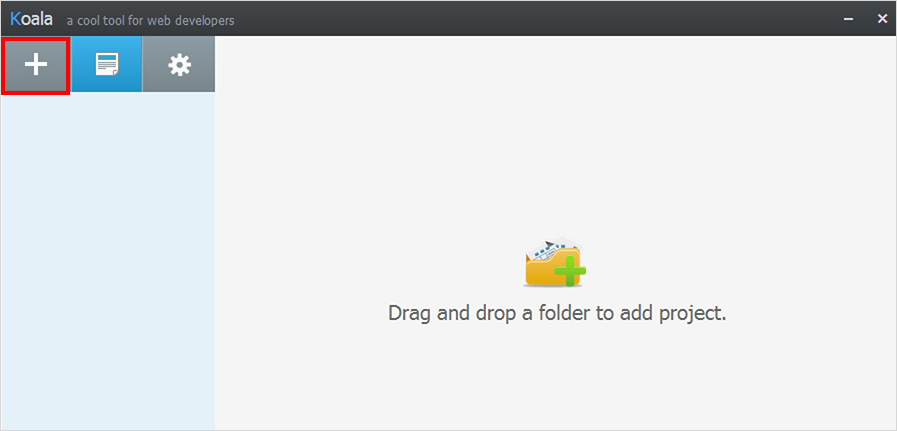 Koala a cool tool for web developers
Drag and drop a folder to add project.